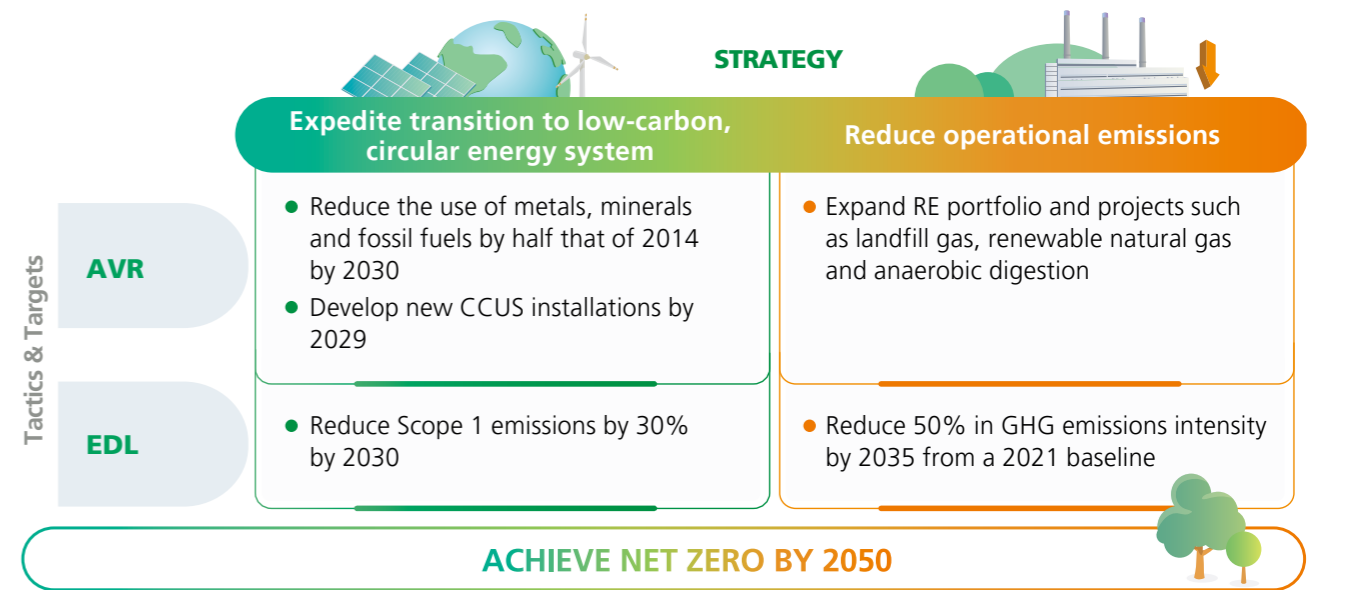 STRATEGY
Expedite transition to low-carbon,
circular energy system
Reduce operational emissions
Tactics & Targets
AVR
Reduce the use of metals, minerals
and fossil fuels by half that of 2014
by 2030
Develop new CCUS installations by
2029
Expand RE portfolio and projects such
as landfill gas, renewable natural gas
and anaerobic digestion
EDL
Reduce Scope 1 emissions by 30%
by 2030
Reduce 50% in GHG emissions intensity
by 2035 from a 2021 baseline
ACHIEVE NET ZERO BY 2050